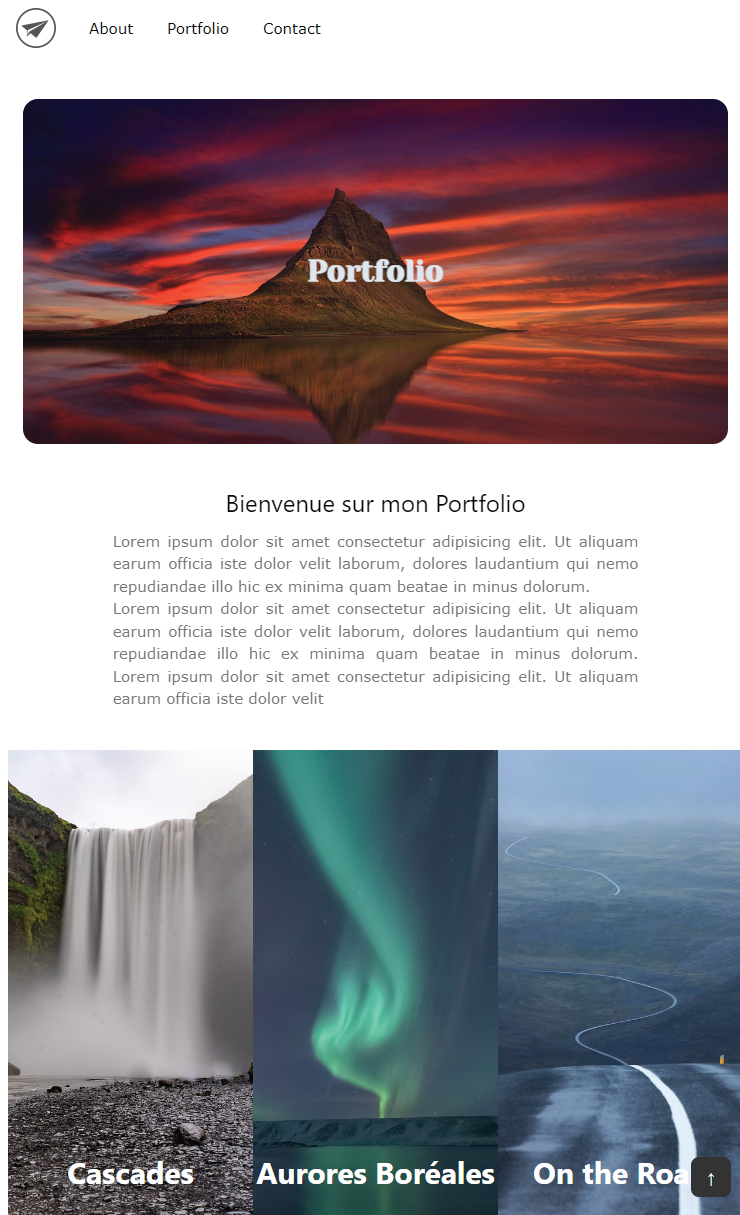 About Portfolio Contact
Portfolio
Bienvenue sur mon Portfolio
Lorem ipsum dolor sit amet consectetur adipisicing elit. Ut aliquam
earum officia iste dolor velit laborum, dolores laudantium qui nemo
repudiandae illo hic ex minima quam beatae in minus dolorum.
Lorem ipsum dolor sit amet consectetur adipisicing elit. Ut aliquam
earum officia iste dolor velit laborum, dolores laudantium qui nemo
repudiandae illo hic ex minima quam beatae in minus dolorum.
Lorem ipsum dolor sit amet consectetur adipisicing elit. Ut aliquam
earum officia iste dolor velit
Cascades
Aurores Boréales
On the Roa
↑